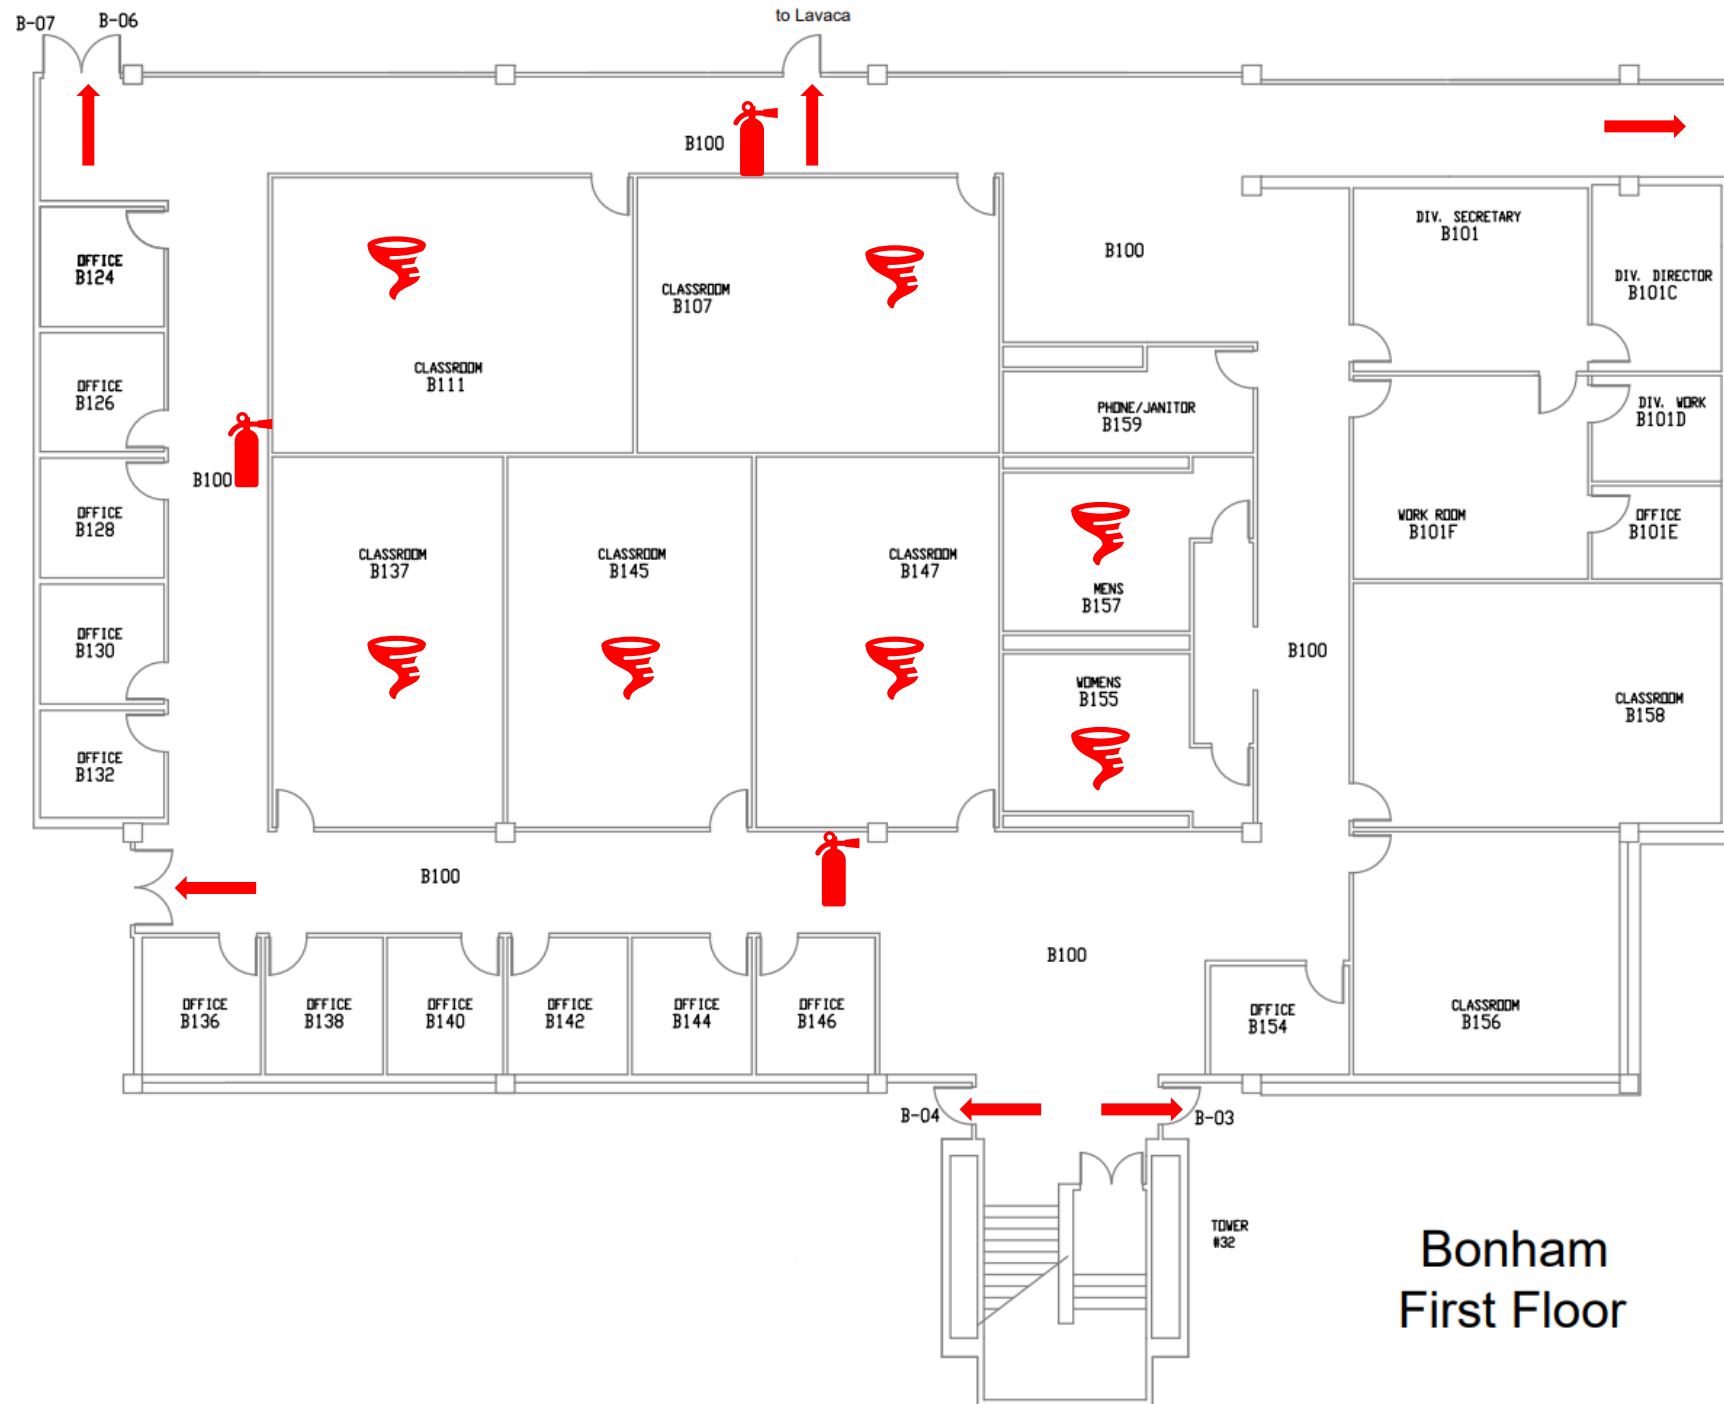 B-07
B-06
to Lavaca
B100
DIV. SECRETARY
B101
B100
OFFICE
B124
DIV. DIRECTOR
B101C
CLASSROOM
B107
CLASSROOM
B111
OFFICE
B126
PHONE/JANITOR
B159
DIV. WORK
B101D
B100
OFFICE
B128
WORK ROOM
B101F
OFFICE
B101E
CLASSROOM
B137
CLASSROOM
B145
CLASSROOM
B147
MENS
B157
OFFICE
B130
B100
WOMENS
B155
CLASSROOM
B158
OFFICE
B132
B100
B100
OFFICE
B136
OFFICE
B138
OFFICE
B140
OFFICE
B142
OFFICE
B144
OFFICE
B146
OFFICE
B154
CLASSROOM
B156
B-04
B-03
TOWER
#32
Bonham
First Floor